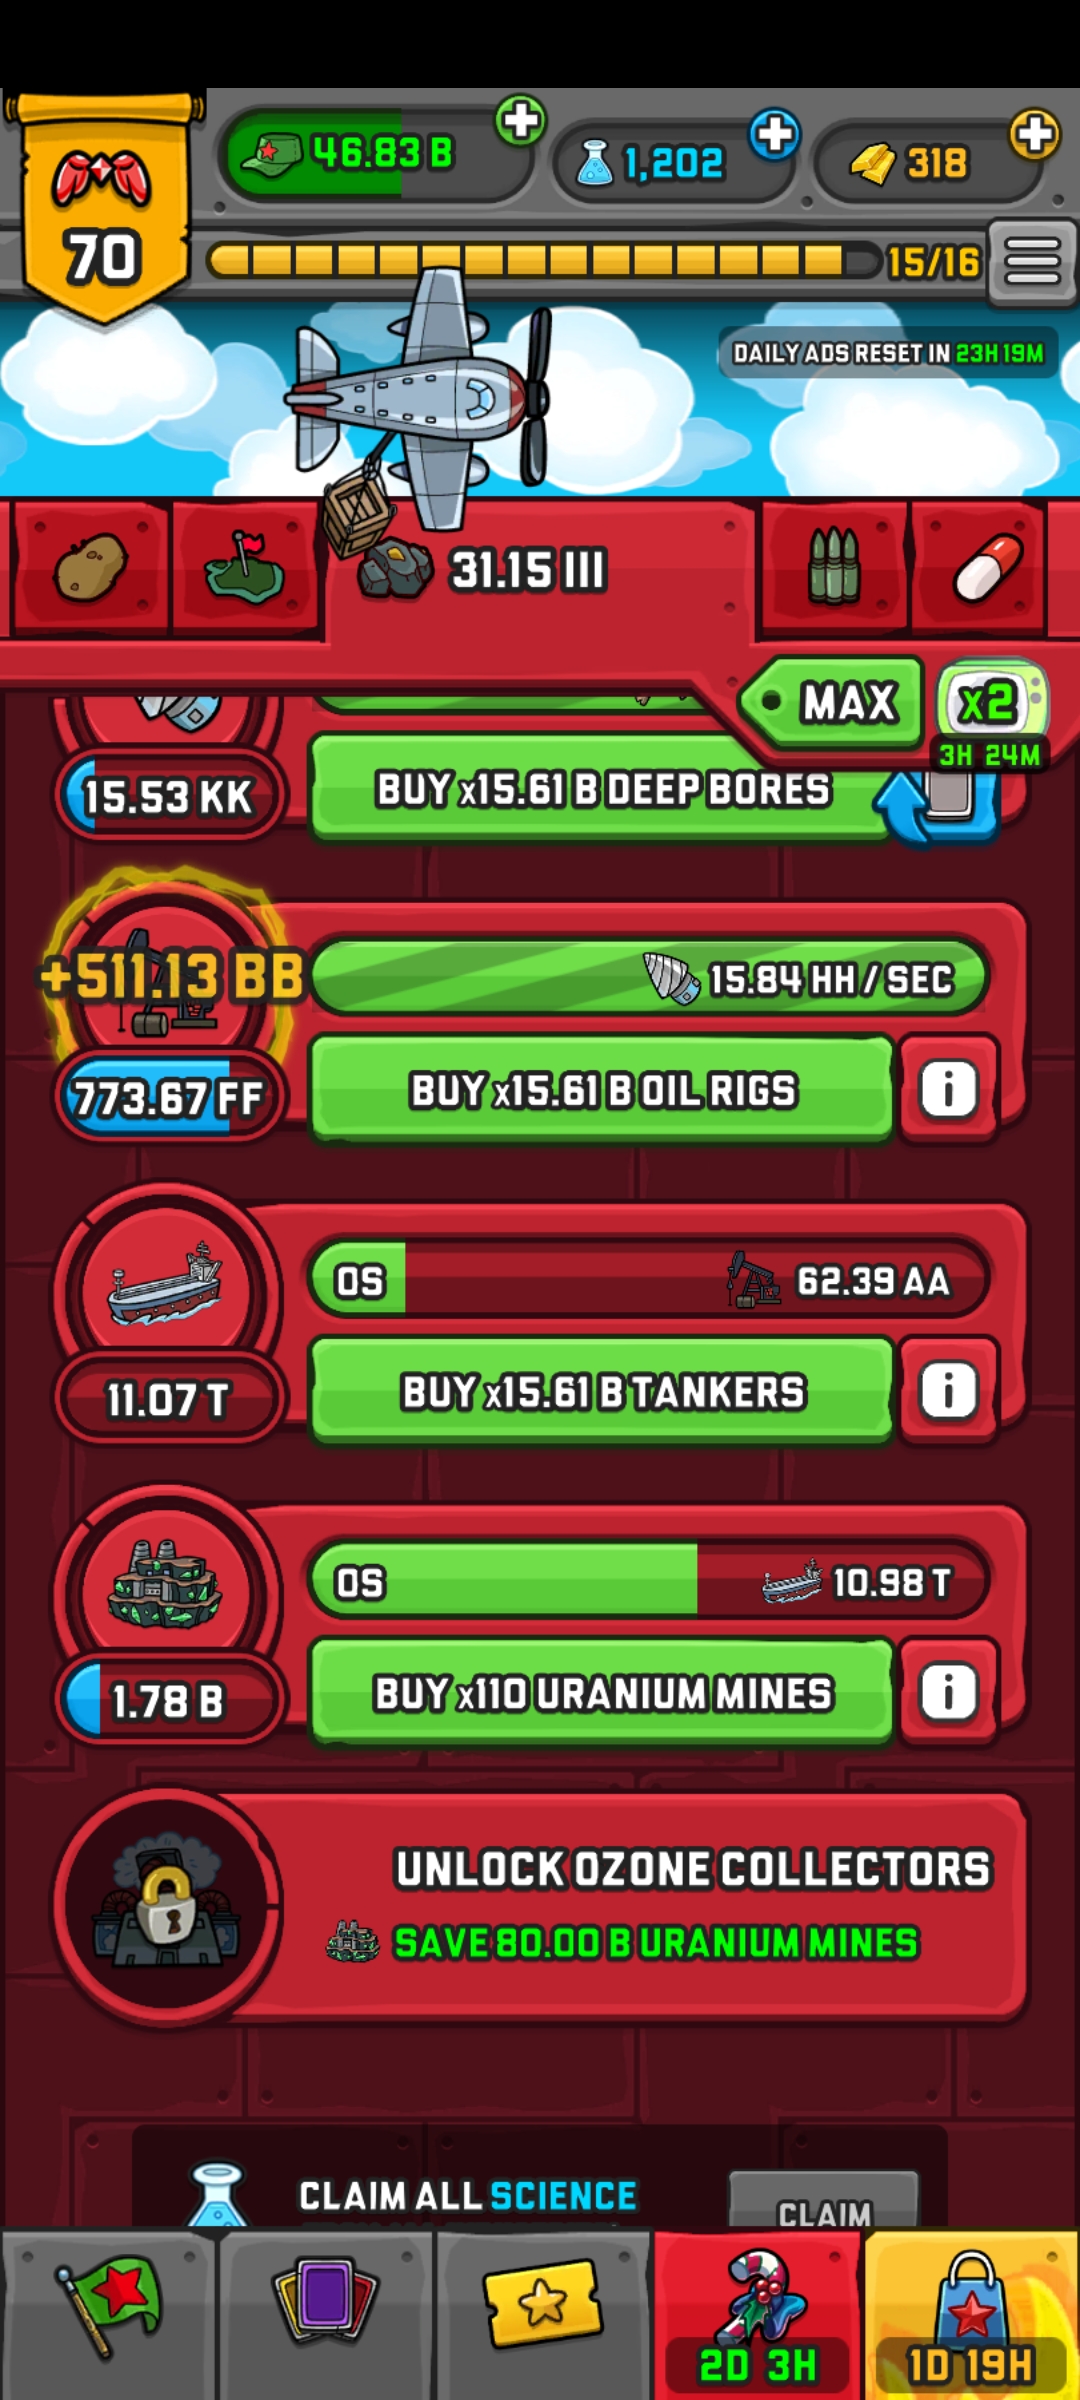 46.83 B
1,202
318
70
15/16
DAILY ADS RESET IN 23H 19M
31.15 III
MAX
x2
3H 24M
15.53 KK
BUY x15.61 B DEEP BORES
+511.13 BB
15.84 HH / SEC
773.67 FF
BUY x15.61 B OIL RIGS
i
0S
62.39 AA
11.07 T
BUY x15.61 B TANKERS
i
0S
10.98 T
1.78 B
BUY x110 URANIUM MINES
i
UNLOCK OZONE COLLECTORS
SAVE 80.00 B URANIUM MINES
CLAIM ALL SCIENCE
CLAIM
2D 3H
1D 19H